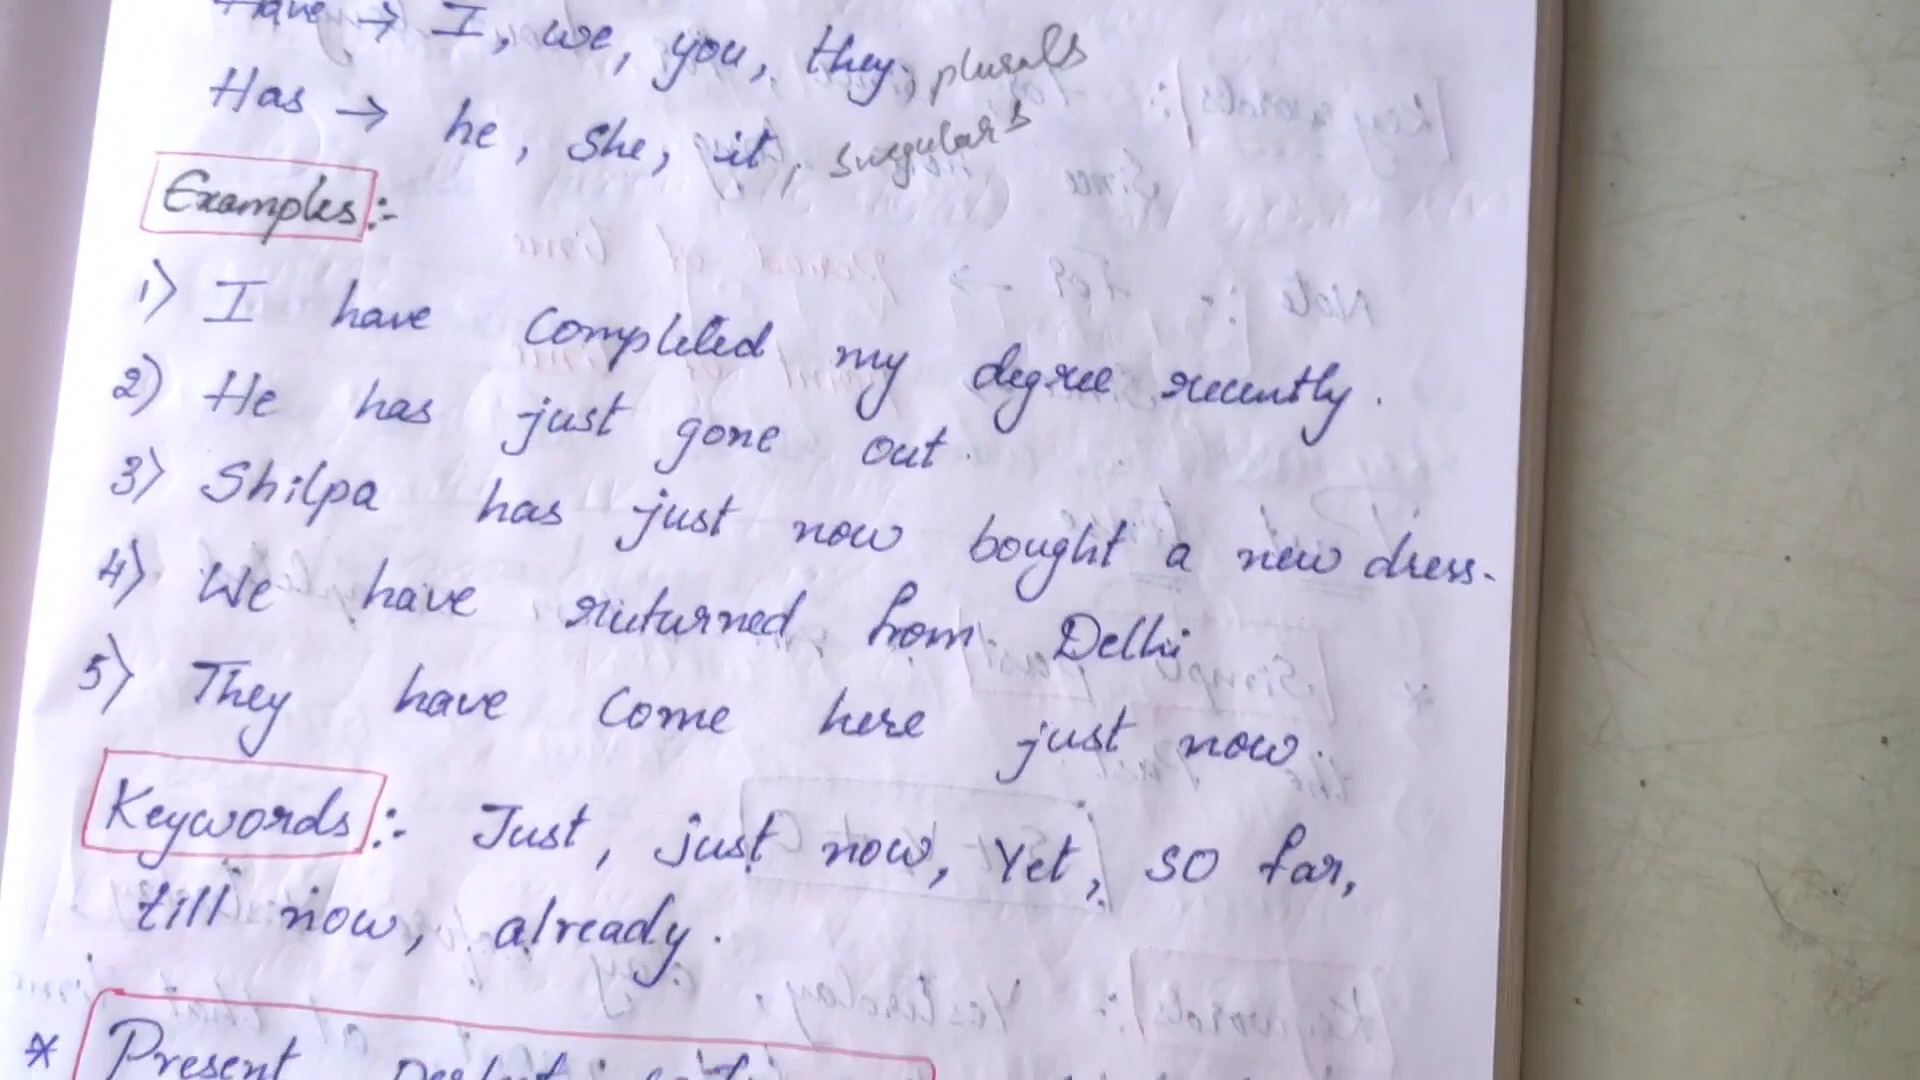 Have → I, we, you, they, plurals
Has → he, she, it, singulars
Examples :-
1) I have completed my degree recently.
2) He has just gone out.
3) Shilpa has just now bought a new dress.
4) We have returned from Delhi
5) They have come here just now.
Keywords :- Just, just now, Yet, so far,
till now, already.
* Present